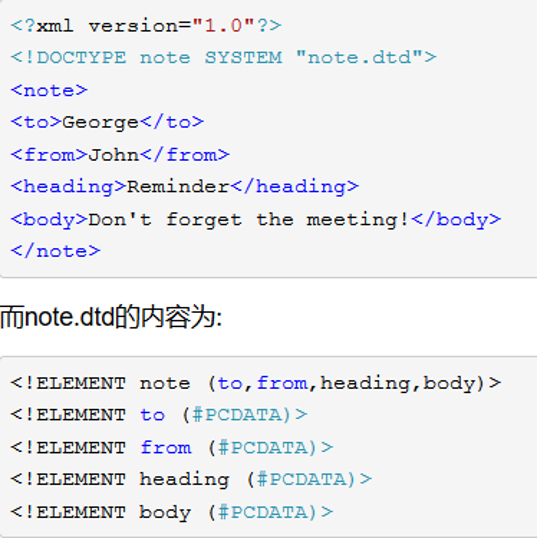 <?xml version="1.0"?>
<!DOCTYPE note SYSTEM "note.dtd">
<note>
<to>George</to>
<from>John</from>
<heading>Reminder</heading>
<body>Don't forget the meeting!</body>
</note>
而note.dtd的内容为:
<!ELEMENT note (to,from,heading,body)>
<!ELEMENT to (#PCDATA)>
<!ELEMENT from (#PCDATA)>
<!ELEMENT heading (#PCDATA)>
<!ELEMENT body (#PCDATA)>